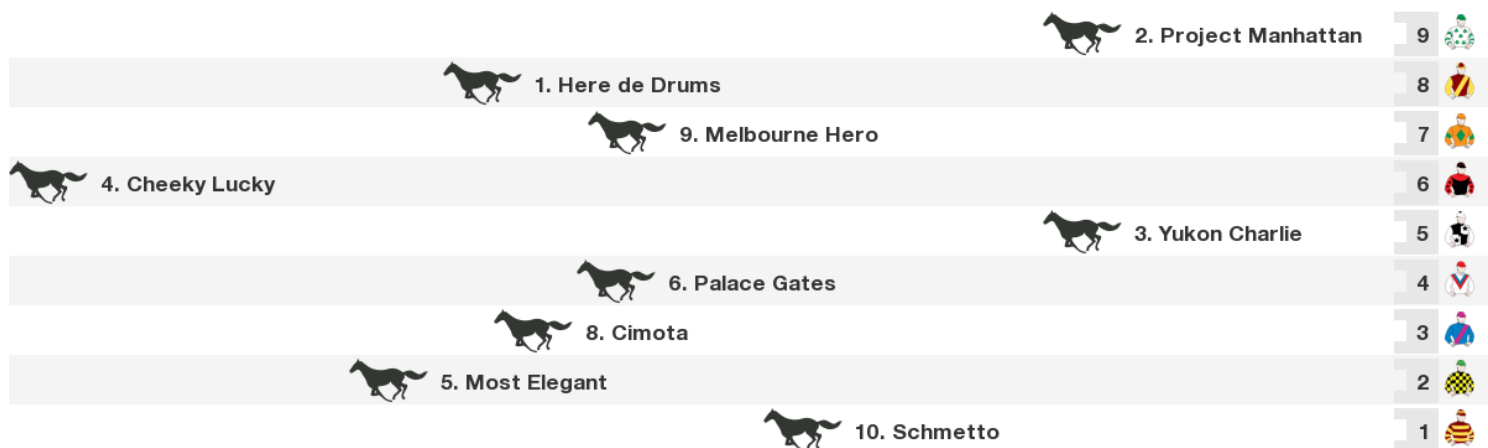 2. Project Manhattan 9
1. Here de Drums 8
9. Melbourne Hero 7
4. Cheeky Lucky 6
3. Yukon Charlie 5
6. Palace Gates 4
8. Cimota 3
5. Most Elegant 2
10. Schmetto 1